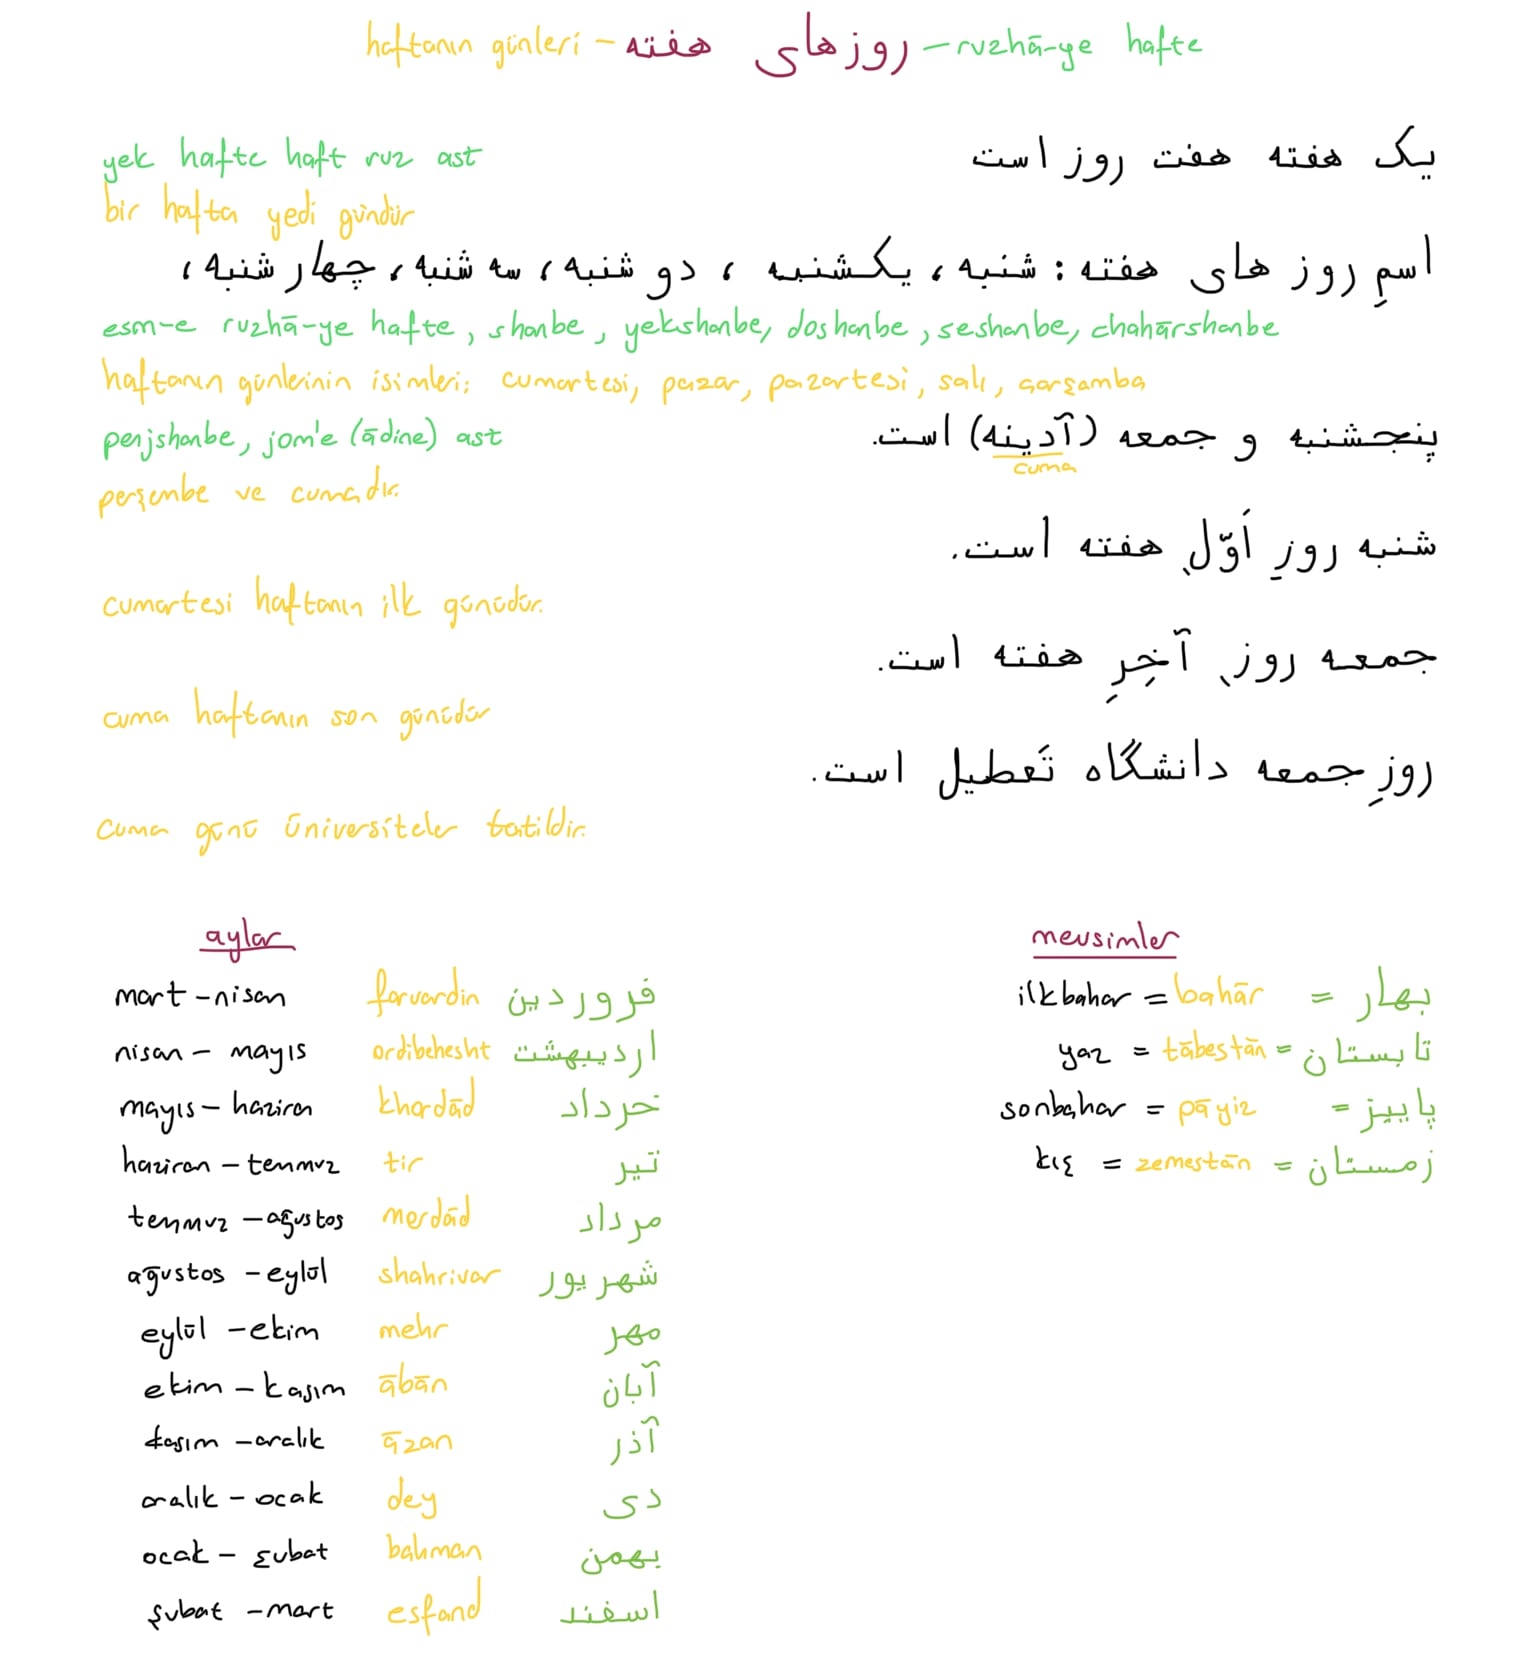 haftanın günleri – روزهای هفته – ruzhā-ye hafte
یک هفته هفت روز است
yek hafte haft ruz ast
bir hafta yedi gündür
اسمِ روز های هفته : شنبه ، یکشنبه ، دو شنبه ، سه شنبه ، چهار شنبه ،
esm-e ruzhā-ye hafte, shanbe, yekshanbe, doshanbe, seshanbe, chahārshanbe
haftanın günlerinin isimleri; cumartesi, pazar, pazartesi, salı, çarşamba
پنجشنبه و جمعه (آدینه) است.
cuma
penjshanbe, jom'e (ādine) ast
perşenbe ve cumadır.
شنبه روزِ اَوّلِ هفته است.
cumartesi haftanın ilk günüdür.
جمعه روزِ آخِرِ هفته است.
cuma haftanın son günüdür
روزِ جمعه دانشگاه تَعطیل است.
cuma günü üniversiteler tatildir.
aylar
mart – nisan farvardin فروردین
nisan – mayıs ordibehesht اردیبهشت
mayıs – haziran khordād خرداد
haziran – temmuz tir تیر
temmuz – ağustos merdād مرداد
ağustos – eylül shahrivar شهریور
eylül – ekim mehr مهر
ekim – kasım ābān آبان
kasım – aralık āzan آذر
aralık – ocak dey دی
ocak – şubat bahman بهمن
şubat – mart esfand اسفند
mevsimler
ilkbahar = bahār = بهار
yaz = tābestān = تابستان
sonbahar = pāyiz = پاییز
kış = zemestān = زمستان